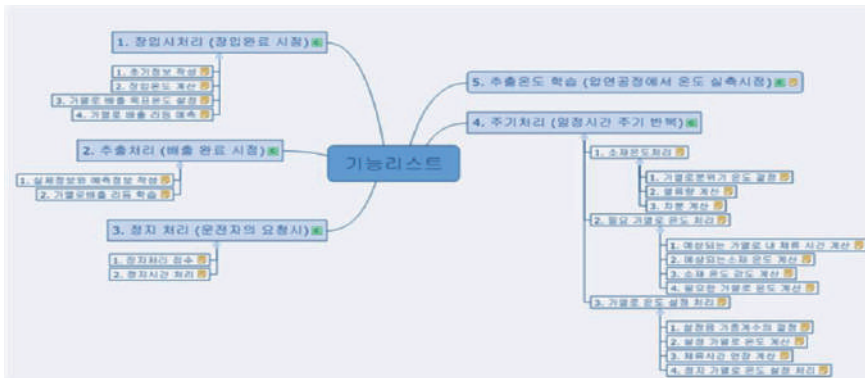 1. 장입시처리 (장입완료 시점)
1. 초기정보 작성
2. 장입온도 계산
3. 가열로 배출 목표온도 설정
4. 가열로 배출 리듬 예측
2. 추출처리 (배출 완료 시점)
1. 실제정보와 예측정보 작성
2. 가열로배출 리듬 학습
3. 정지 처리 (운전자의 요청시)
1. 정지처리 접수
2. 정지시간 처리
기능리스트
5. 추출온도 학습 (압연공정에서 온도 실측시점)
4. 주기처리 (일정시간 주기 반복)
1. 소재온도처리
1. 가열로분위기 온도 결정
2. 열류량 계산
3. 지분 계산
2. 필요 가열로 온도 처리
1. 예상되는 가열로 내 체류 시간 계산
2. 예상되는소재 온도 계산
3. 소재 온도 감도 계산
4. 필요한 가열로 온도 계산
3. 가열로 온도 설정 처리
1. 설정용 가중계수의 결정
2. 설정 가열로 온도 계산
3. 체류시간 연장 계산
4. 정지 가열로 온도 설정 처리